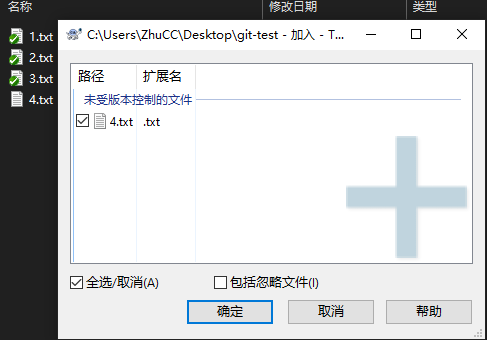 名称 修改日期 类型
1.txt
2.txt
3.txt
4.txt
C:\Users\ZhuCC\Desktop\git-test - 加入 - T...
路径 扩展名
未受版本控制的文件
4.txt .txt
全选/取消(A) 包括忽略文件(I)
确定 取消 帮助